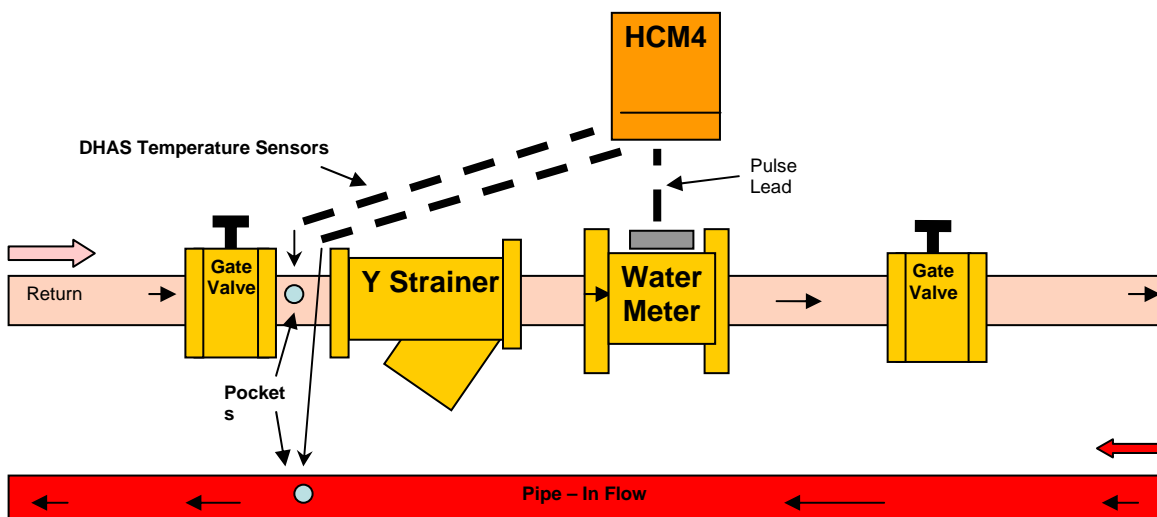 HCM4
DHAS Temperature Sensors
Pulse
Lead
Return
Gate
Valve
Y Strainer
Water
Meter
Gate
Valve
Pocket
s
Pipe – In Flow